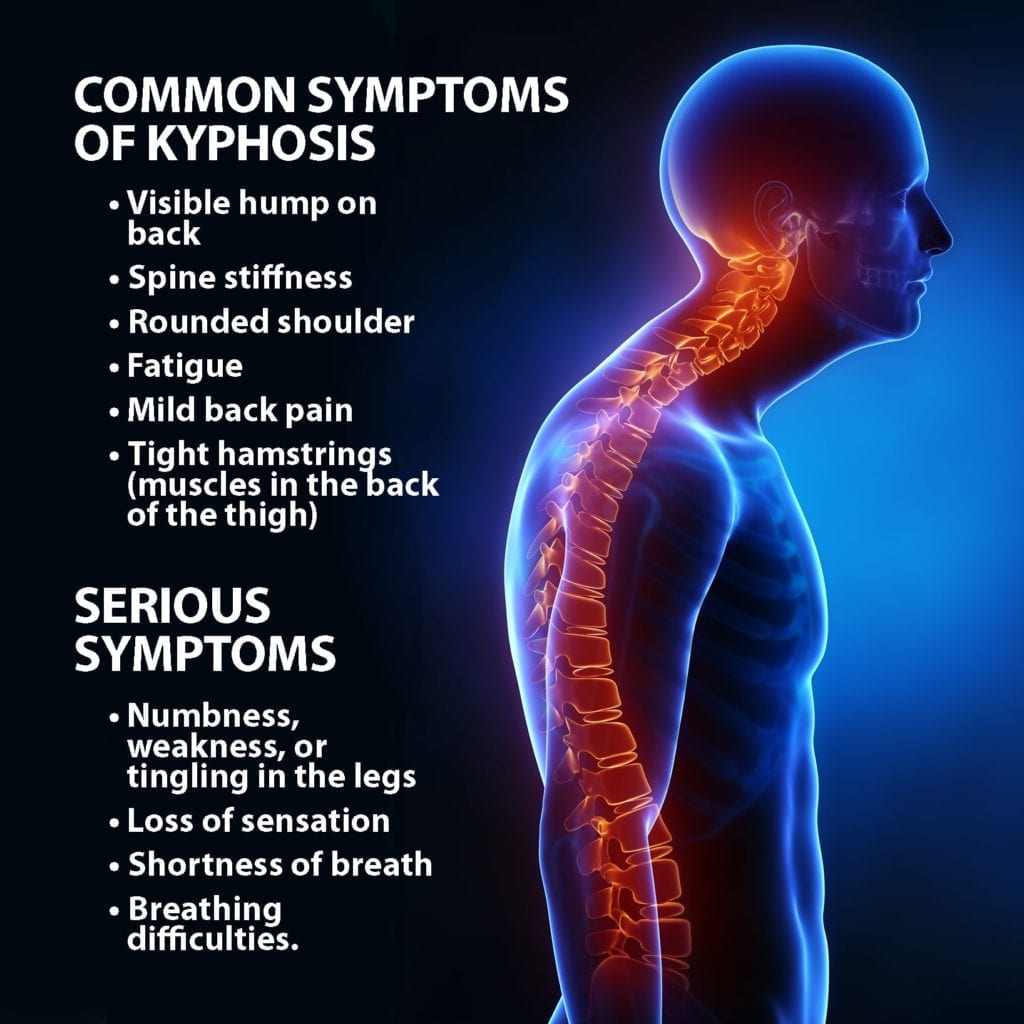 COMMON SYMPTOMS
OF KYPHOSIS
• Visible hump on
back
• Spine stiffness
• Rounded shoulder
• Fatigue
• Mild back pain
• Tight hamstrings
(muscles in the back
of the thigh)
SERIOUS
SYMPTOMS
• Numbness,
weakness, or
tingling in the legs
• Loss of sensation
• Shortness of breath
• Breathing
difficulties.